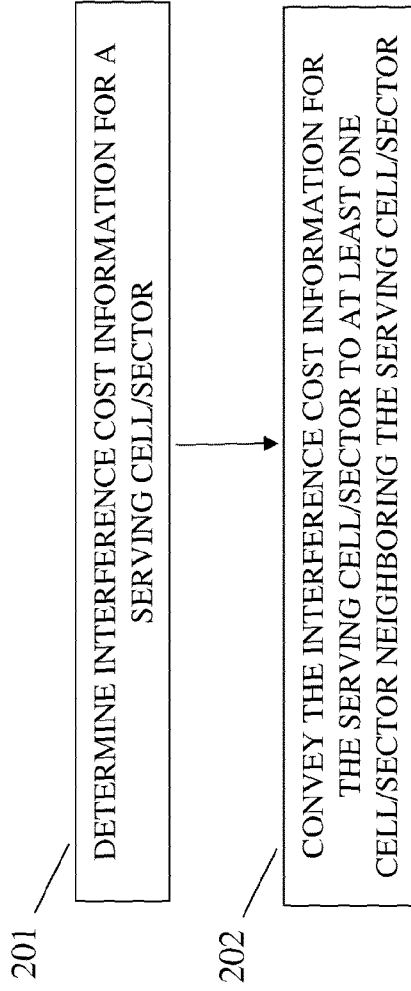 201
DETERMINE INTERFERENCE COST INFORMATION FOR A
SERVING CELL/SECTOR
202
CONVEY THE INTERFERENCE COST INFORMATION FOR
THE SERVING CELL/SECTOR TO AT LEAST ONE
CELL/SECTOR NEIGHBORING THE SERVING CELL/SECTOR